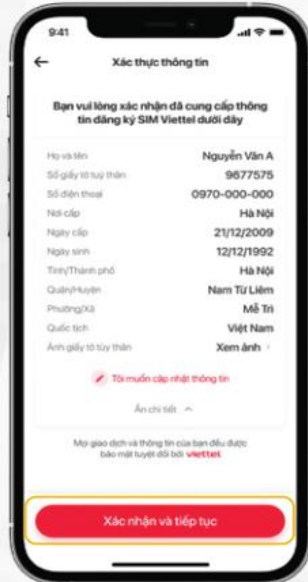 9:41
Xác thực thông tin
Bạn vui lòng xác nhận đã cung cấp thông
tin đăng ký SIM Viettel dưới đây
Họ và tên Nguyễn Văn A
Số giấy tờ tuỳ thân 9677575
Số điện thoại 0970-000-000
Nơi cấp Hà Nội
Ngày cấp 21/12/2009
Ngày sinh 12/12/1992
Tỉnh/Thành phố Hà Nội
Quận/Huyện Nam Từ Liêm
Phường/Xã Mễ Trì
Quốc tịch Việt Nam
Ảnh giấy tờ tùy thân Xem ảnh
Tôi muốn cập nhật thông tin
Ẩn chi tiết
Mọi giao dịch và thông tin của bạn đều được
bảo mật tuyệt đối bởi viettel
Xác nhận và tiếp tục